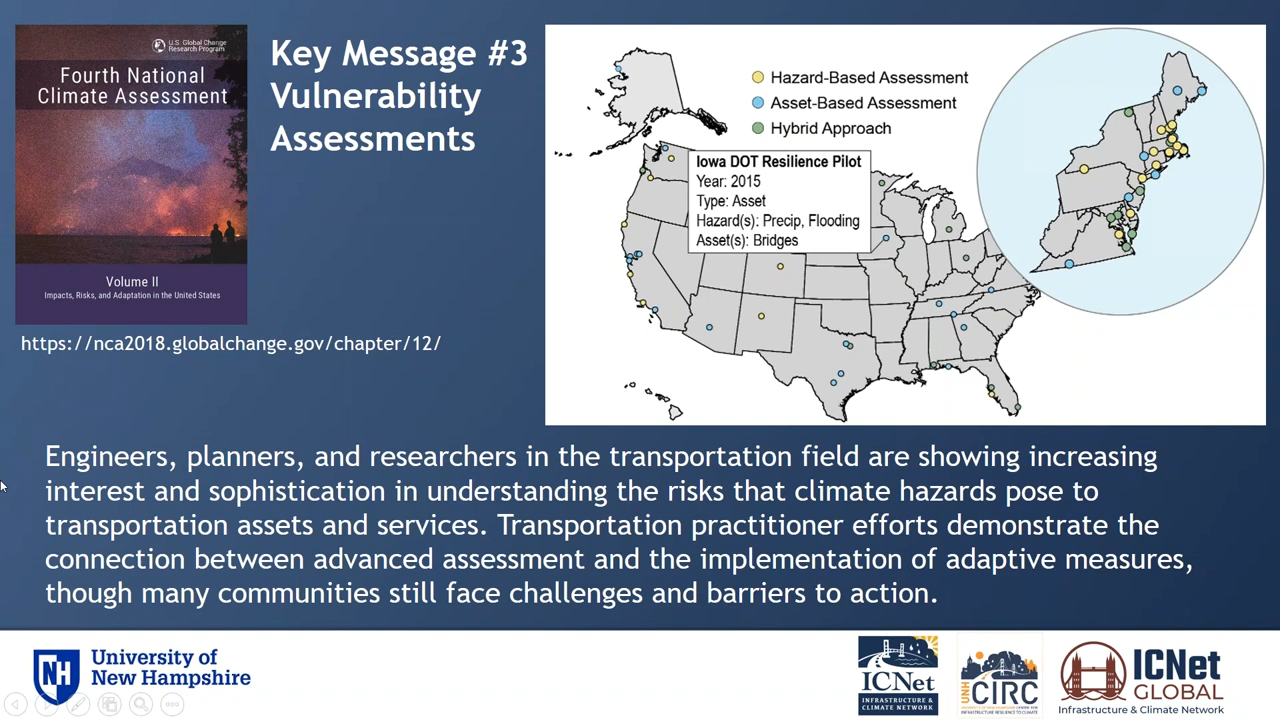 U.S. Global Change
Research Program
Fourth National
Climate Assessment
Volume II
Impacts, Risks, and Adaptation in the United States
https://nca2018.globalchange.gov/chapter/12/
Key Message #3
Vulnerability
Assessments
Hazard-Based Assessment
Asset-Based Assessment
Hybrid Approach
Iowa DOT Resilience Pilot
Year: 2015
Type: Asset
Hazard(s): Precip, Flooding
Asset(s): Bridges
Engineers, planners, and researchers in the transportation field are showing increasing
interest and sophistication in understanding the risks that climate hazards pose to
transportation assets and services. Transportation practitioner efforts demonstrate the
connection between advanced assessment and the implementation of adaptive measures,
though many communities still face challenges and barriers to action.
NH
University of
New Hampshire
ICNet
INFRASTRUCTURE &
CLIMATE NETWORK
UNH
CIRC
INFRASTRUCTURE RESILIENCE TO CLIMATE
ICNet
GLOBAL
Infrastructure & Climate Network